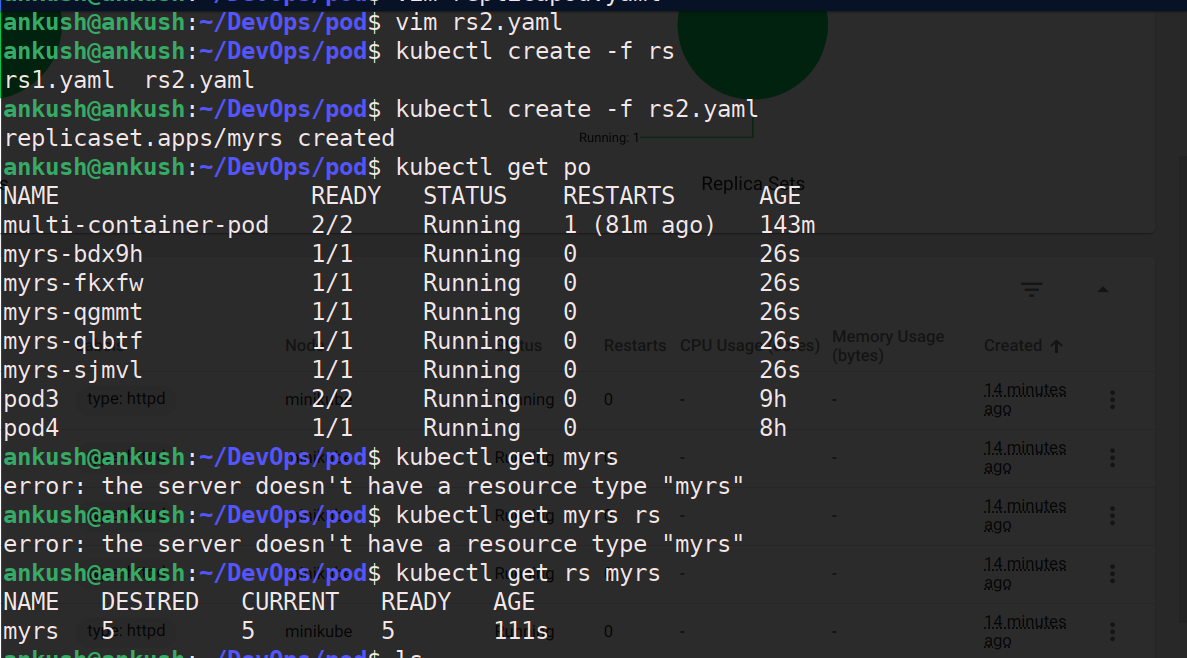 ankush@ankush:~/DevOps/pod$ vim rs2.yaml
ankush@ankush:~/DevOps/pod$ kubectl create -f rs
rs1.yaml  rs2.yaml
ankush@ankush:~/DevOps/pod$ kubectl create -f rs2.yaml
replicaset.apps/myrs created
Running: 1
ankush@ankush:~/DevOps/pod$ kubectl get po
Replica Sets
NAME READY STATUS RESTARTS AGE
multi-container-pod 2/2 Running 1 (81m ago) 143m
myrs-bdx9h 1/1 Running 0 26s
myrs-fkxfw 1/1 Running 0 26s
myrs-qgmmt 1/1 Running 0 26s
myrs-qlbtf 1/1 Running 0 26s
Restarts CPU Usage Memory Usage (bytes) Created
myrs-sjmvl 1/1 Running 0 26s
pod3 2/2 Running 0 9h
type: httpd 0 - - 14 minutes ago
pod4 1/1 Running 0 8h
ankush@ankush:~/DevOps/pod$ kubectl get myrs
- - 14 minutes ago
error: the server doesn't have a resource type "myrs"
ankush@ankush:~/DevOps/pod$ kubectl get myrs rs
- 14 minutes ago
error: the server doesn't have a resource type "myrs"
ankush@ankush:~/DevOps/pod$ kubectl get rs myrs
- - 14 minutes ago
NAME DESIRED CURRENT READY AGE
myrs 5 5 5 111s
type: httpd minikube 0 - - 14 minutes ago